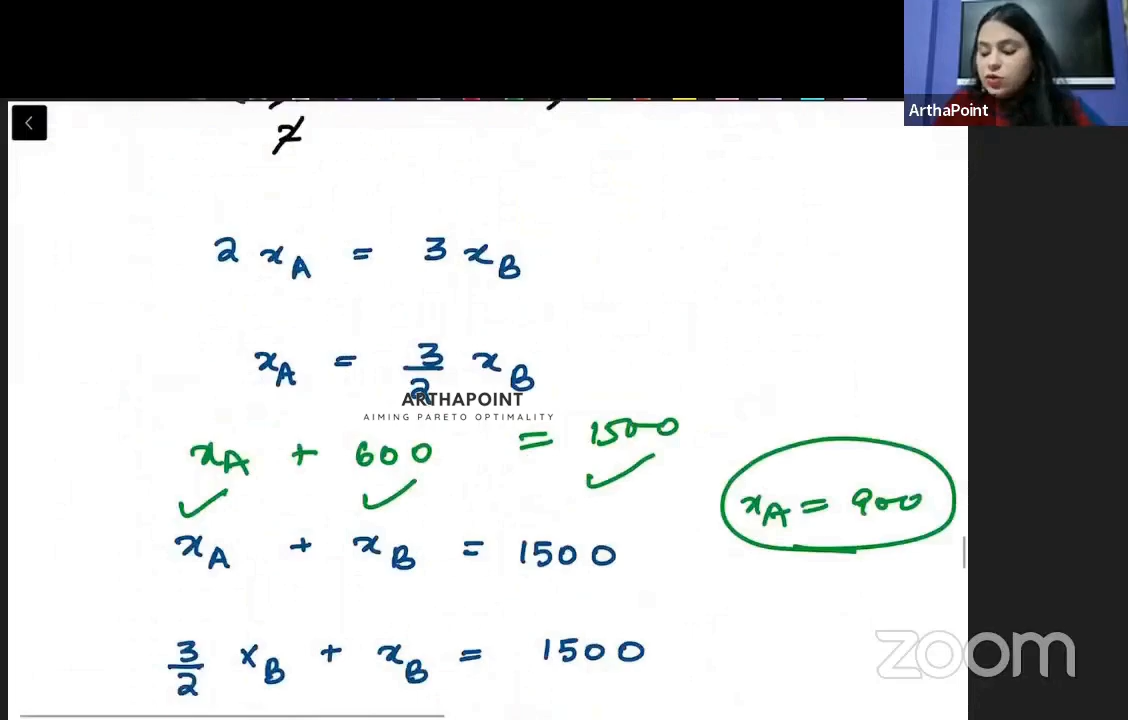 ArthaPoint
7
2 xA = 3 xB
xA = 3/2 xB
ARTHAPOINT
AIMING PARETO OPTIMALITY
xA + 600 = 1500
xA = 900
xA + xB = 1500
3/2 xB + xB = 1500
zoom